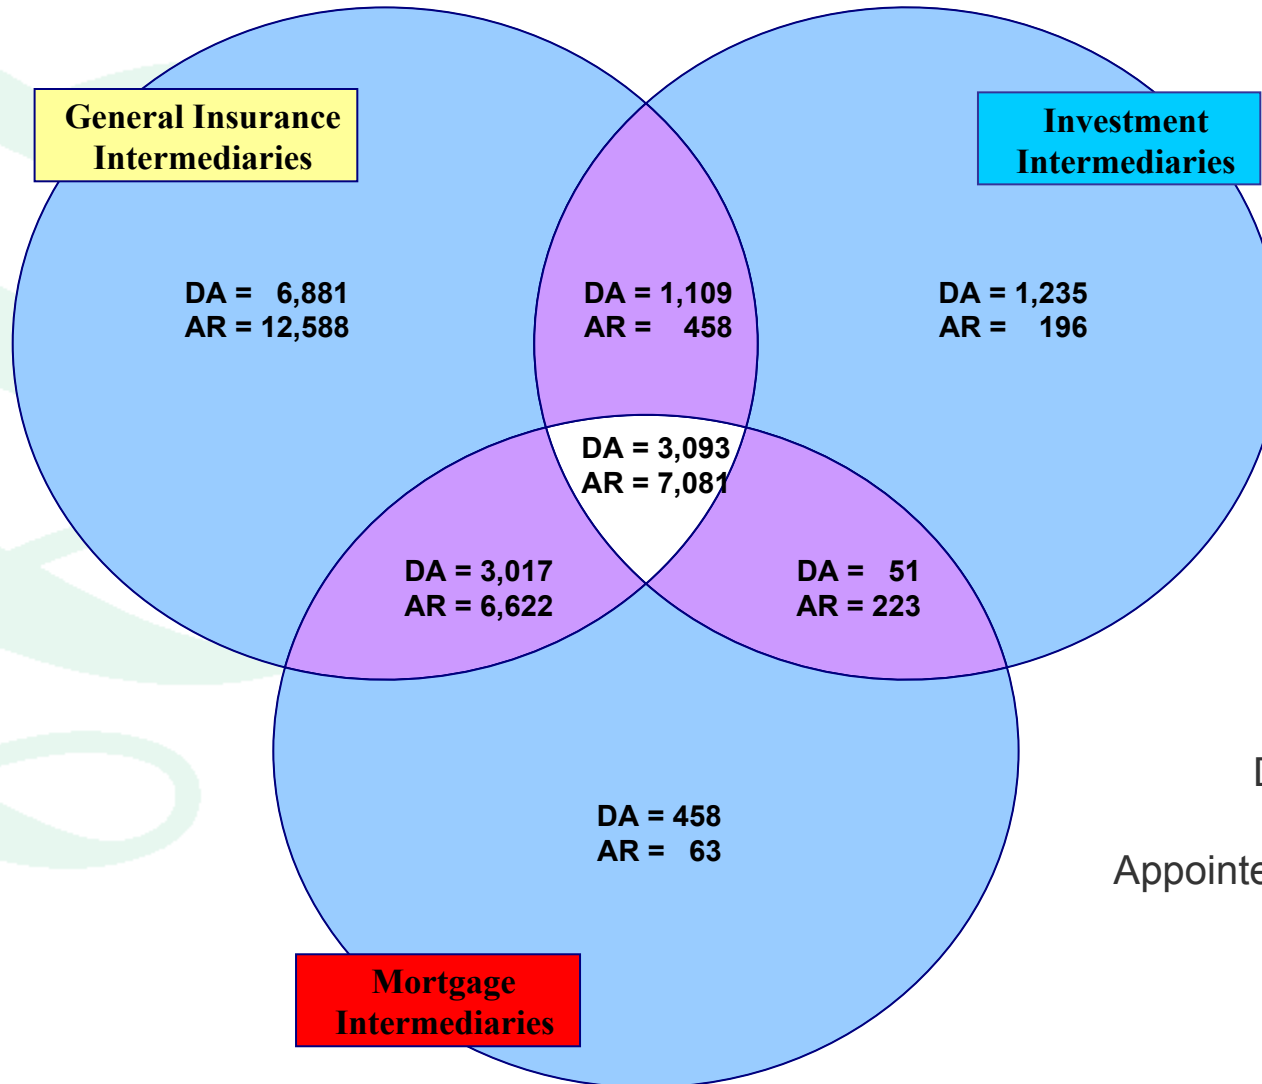 General Insurance
Intermediaries
Investment
Intermediaries
DA = 6,881
AR = 12,588
DA = 1,109
AR = 458
DA = 1,235
AR = 196
DA = 3,093
AR = 7,081
DA = 3,017
AR = 6,622
DA = 51
AR = 223
DA = 458
AR = 63
Mortgage
Intermediaries